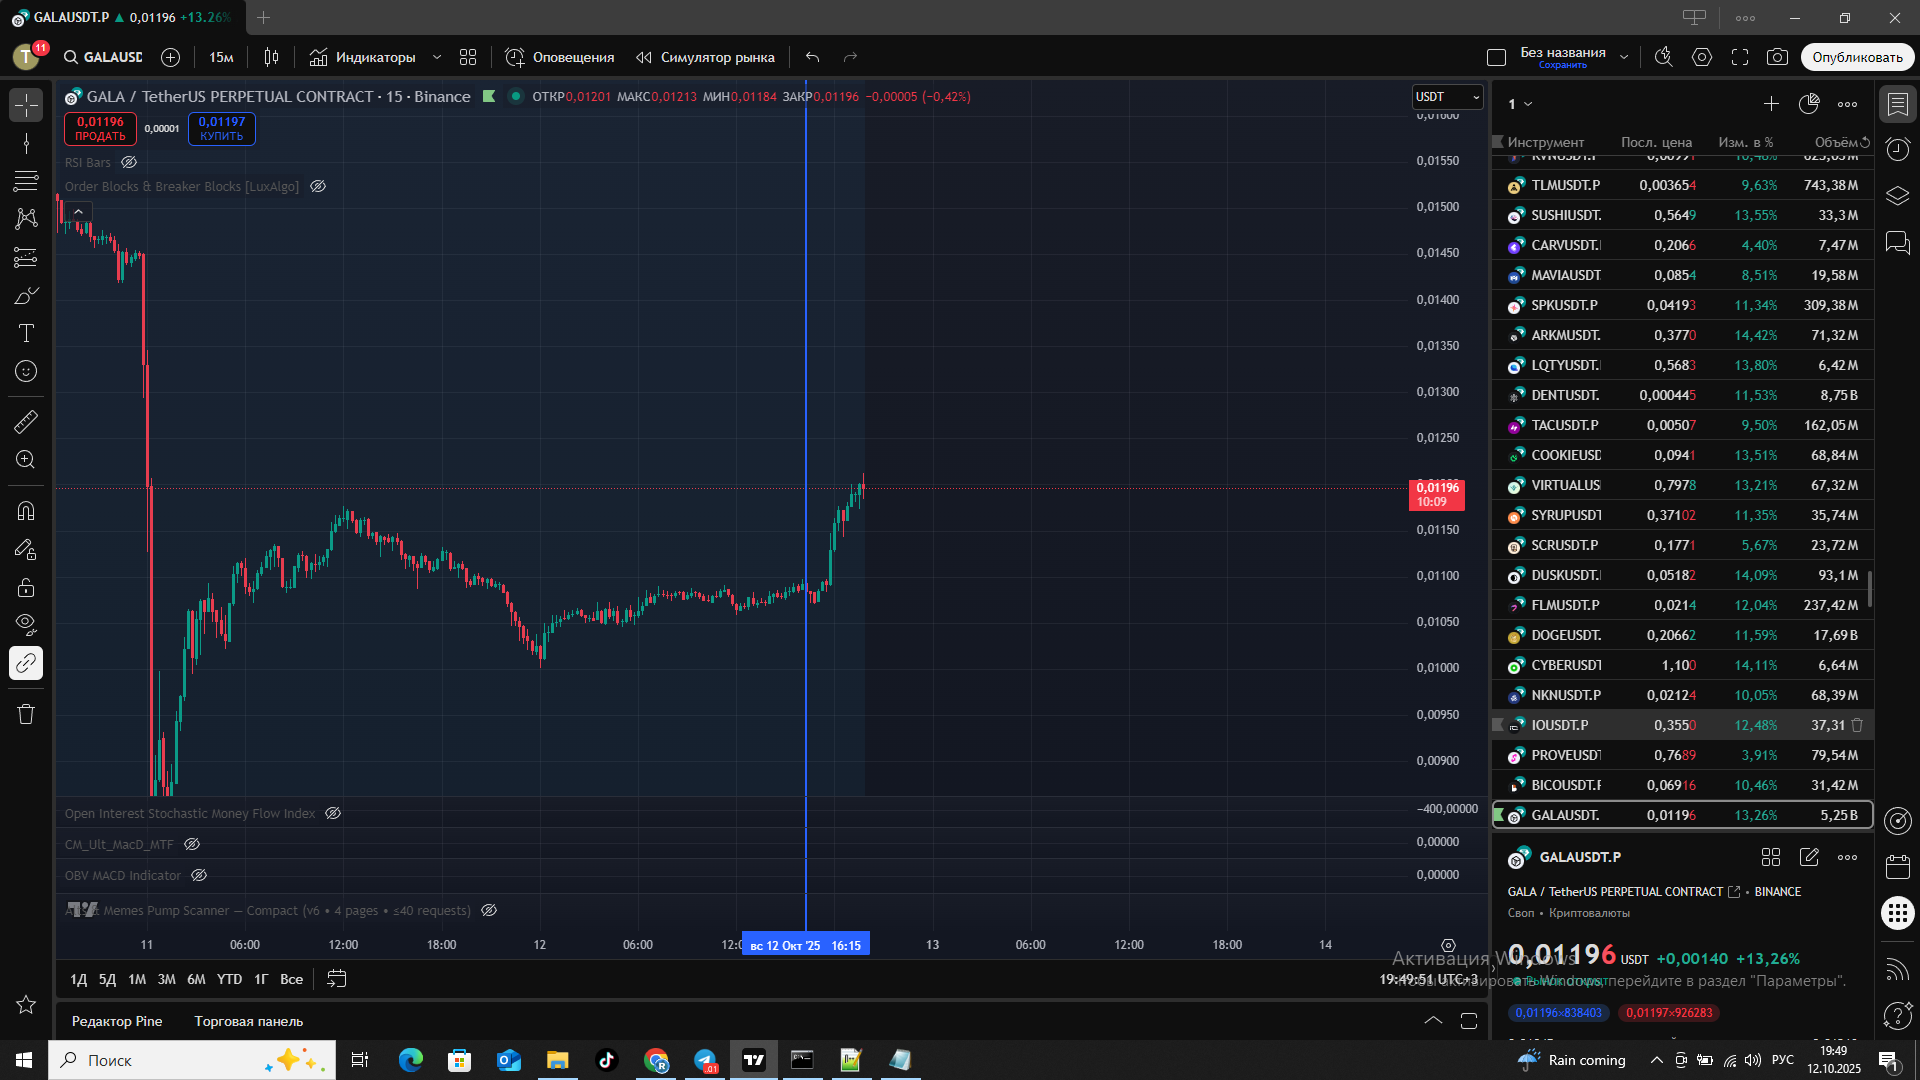 GALAUSDT.P ▲ 0,01196 +13.26%
T 11 GALAUSD 15м Индикаторы Оповещения Симулятор рынка Без названия Сохранить Опубликовать
GALA / TetherUS PERPETUAL CONTRACT · 15 · Binance ОТКР0,01201 МАКС0,01213 МИН0,01184 ЗАКР0,01196 −0,00005 (−0,42%)
USDT
0,01196 ПРОДАТЬ 0,00001 0,01197 КУПИТЬ
RSI Bars
Order Blocks & Breaker Blocks [LuxAlgo]
0,01600
0,01550
0,01500
0,01450
0,01400
0,01350
0,01300
0,01250
0,01196
10:09
0,01150
0,01100
0,01050
0,01000
0,00950
0,00900
Open Interest Stochastic Money Flow Index −400,00000
CM_Ult_MacD_MTF 0,00000
OBV MACD Indicator 0,00000
Memes Pump Scanner — Compact (v6 • 4 pages • ≤40 requests)
11 06:00 12:00 18:00 12 06:00 вс 12 Окт '25 16:15 13 06:00 12:00 18:00 14
1Д 5Д 1М 3М 6М YTD 1Г Все 19:49:51 UTC+3
Редактор Pine Торговая панель
1
Инструмент Посл. цена Изм. в % Объём
TLMUSDT.P 0,003654 9,63% 743,38 M
SUSHIUSDT. 0,5649 13,55% 33,3 M
CARVUSDT. 0,2066 4,40% 7,47 M
MAVIAUSDT 0,0854 8,51% 19,58 M
SPKUSDT.P 0,04193 11,34% 309,38 M
ARKMUSDT. 0,3770 14,42% 71,32 M
LQTYUSDT. 0,5683 13,80% 6,42 M
DENTUSDT. 0,000445 11,53% 8,75 B
TACUSDT.P 0,00507 9,50% 162,05 M
COOKIEUSD 0,0941 13,51% 68,84 M
VIRTUALUS 0,7978 13,21% 67,32 M
SYRUPUSDT 0,37102 11,35% 35,74 M
SCRUSDT.P 0,1771 5,67% 23,72 M
DUSKUSDT. 0,05182 14,09% 93,1 M
FLMUSDT.P 0,0214 12,04% 237,42 M
DOGEUSDT. 0,20662 11,59% 17,69 B
CYBERUSDT 1,100 14,11% 6,64 M
NKNUSDT.P 0,02124 10,05% 68,39 M
IOUSDT.P 0,3550 12,48% 37,31
PROVEUSDT 0,7689 3,91% 79,54 M
BICOUSDT.P 0,06916 10,46% 31,42 M
GALAUSDT. 0,01196 13,26% 5,25 B
GALAUSDT.P
GALA / TetherUS PERPETUAL CONTRACT • BINANCE
Своп • Криптовалюты
0,01196 USDT +0,00140 +13,26%
Активация Windows
Чтобы активировать Windows, перейдите в раздел "Параметры".
0,01196×838403 0,01197×926283
Поиск Rain coming РУС 19:49
12.10.2025 1